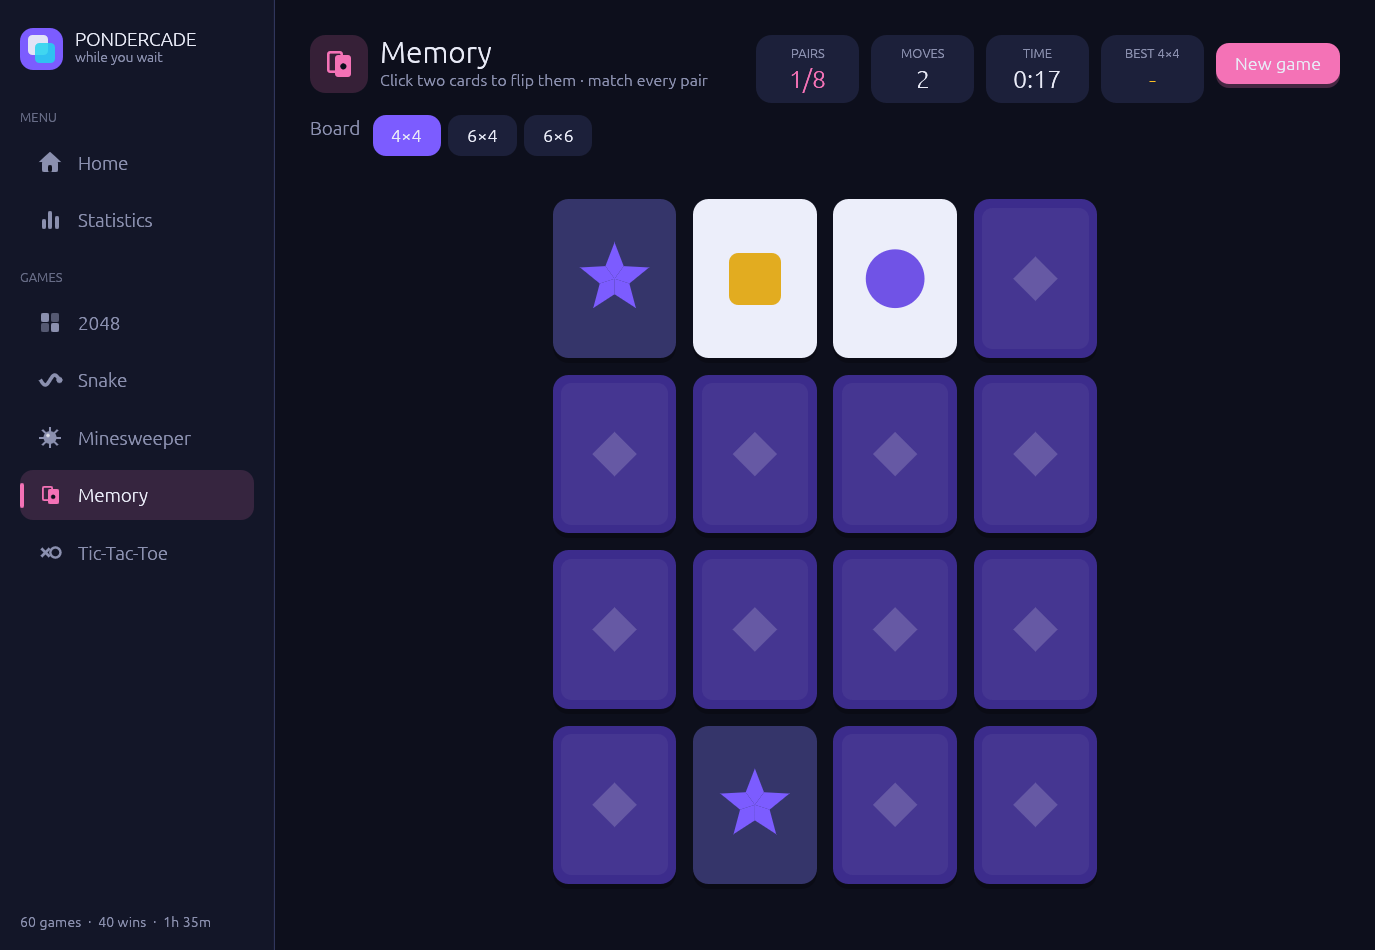 PONDERCADE
while you wait
MENU
Home
Statistics
GAMES
2048
Snake
Minesweeper
Memory
Tic-Tac-Toe
60 games · 40 wins · 1h 35m
Memory
Click two cards to flip them · match every pair
PAIRS
1/8
MOVES
2
TIME
0:17
BEST 4×4
-
New game
Board
4×4
6×4
6×6